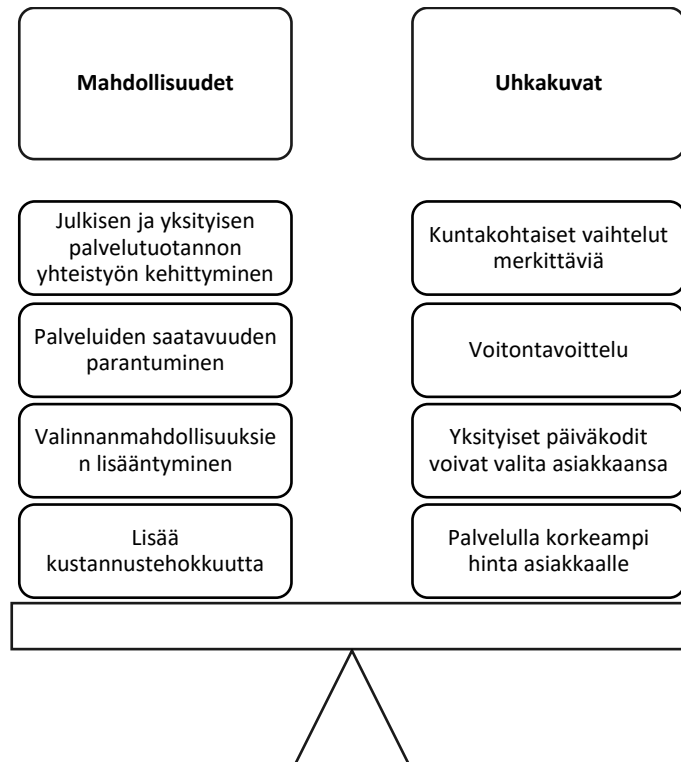 Mahdollisuudet
Julkisen ja yksityisen
palvelutuotannon
yhteistyön kehittyminen
Palveluiden saatavuuden
parantuminen
Valinnanmahdollisuuksie
n lisääntyminen
Lisää
kustannustehokkuutta
Uhkakuvat
Kuntakohtaiset vaihtelut
merkittäviä
Voitontavoittelu
Yksityiset päiväkodit
voivat valita asiakkaansa
Palvelulla korkeampi
hinta asiakkaalle